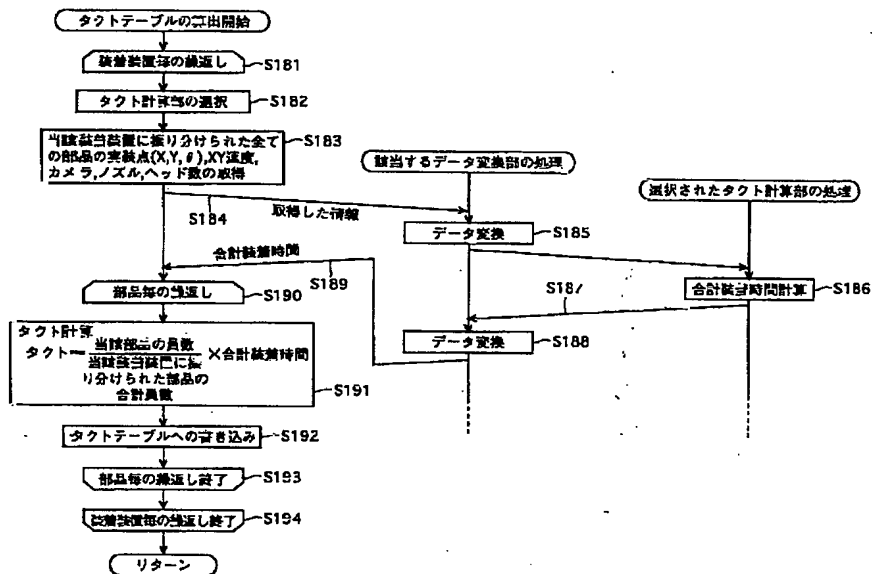 タクトテーブルの算出開始
装着装置毎の繰返し
S181
タクト計算部の選択
S182
当該装着装置に振り分けられた全て
の部品の実装点(X,Y,θ),XY速度,
カメラ,ノズル,ヘッド数の取得
S183
S184
取得した情報
該当するデータ変換部の処理
データ変換
S185
選択されたタクト計算部の処理
合計装着時間計算
S186
S187
データ変換
S188
合計装着時間
S189
部品毎の繰返し
S190
タクト計算
タクト=
当該部品の員数
当該装着装置に振
り分けられた部品の
合計員数
×合計装着時間
S191
タクトテーブルへの書き込み
S192
部品毎の繰返し終了
S193
装着装置毎の繰返し終了
S194
リターン